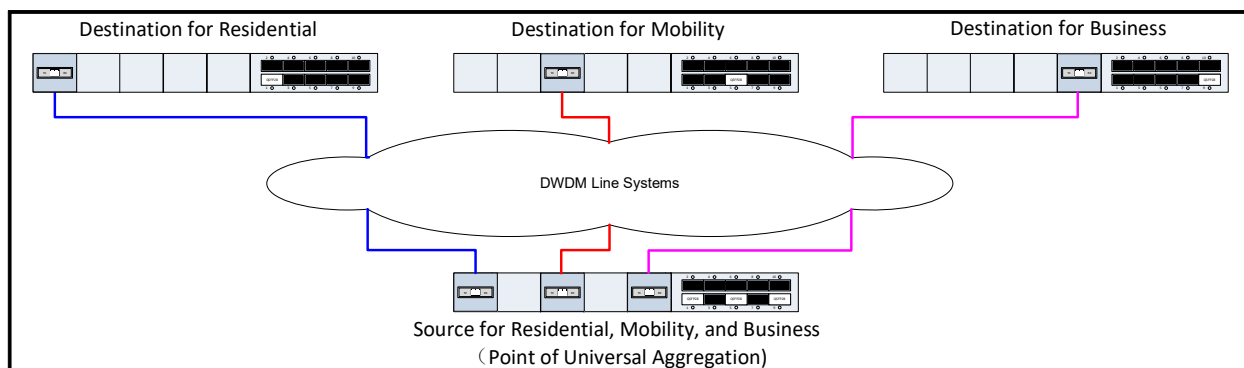 Destination for Residential
Destination for Mobility
Destination for Business
DWDM Line Systems
Source for Residential, Mobility, and Business
（Point of Universal Aggregation)